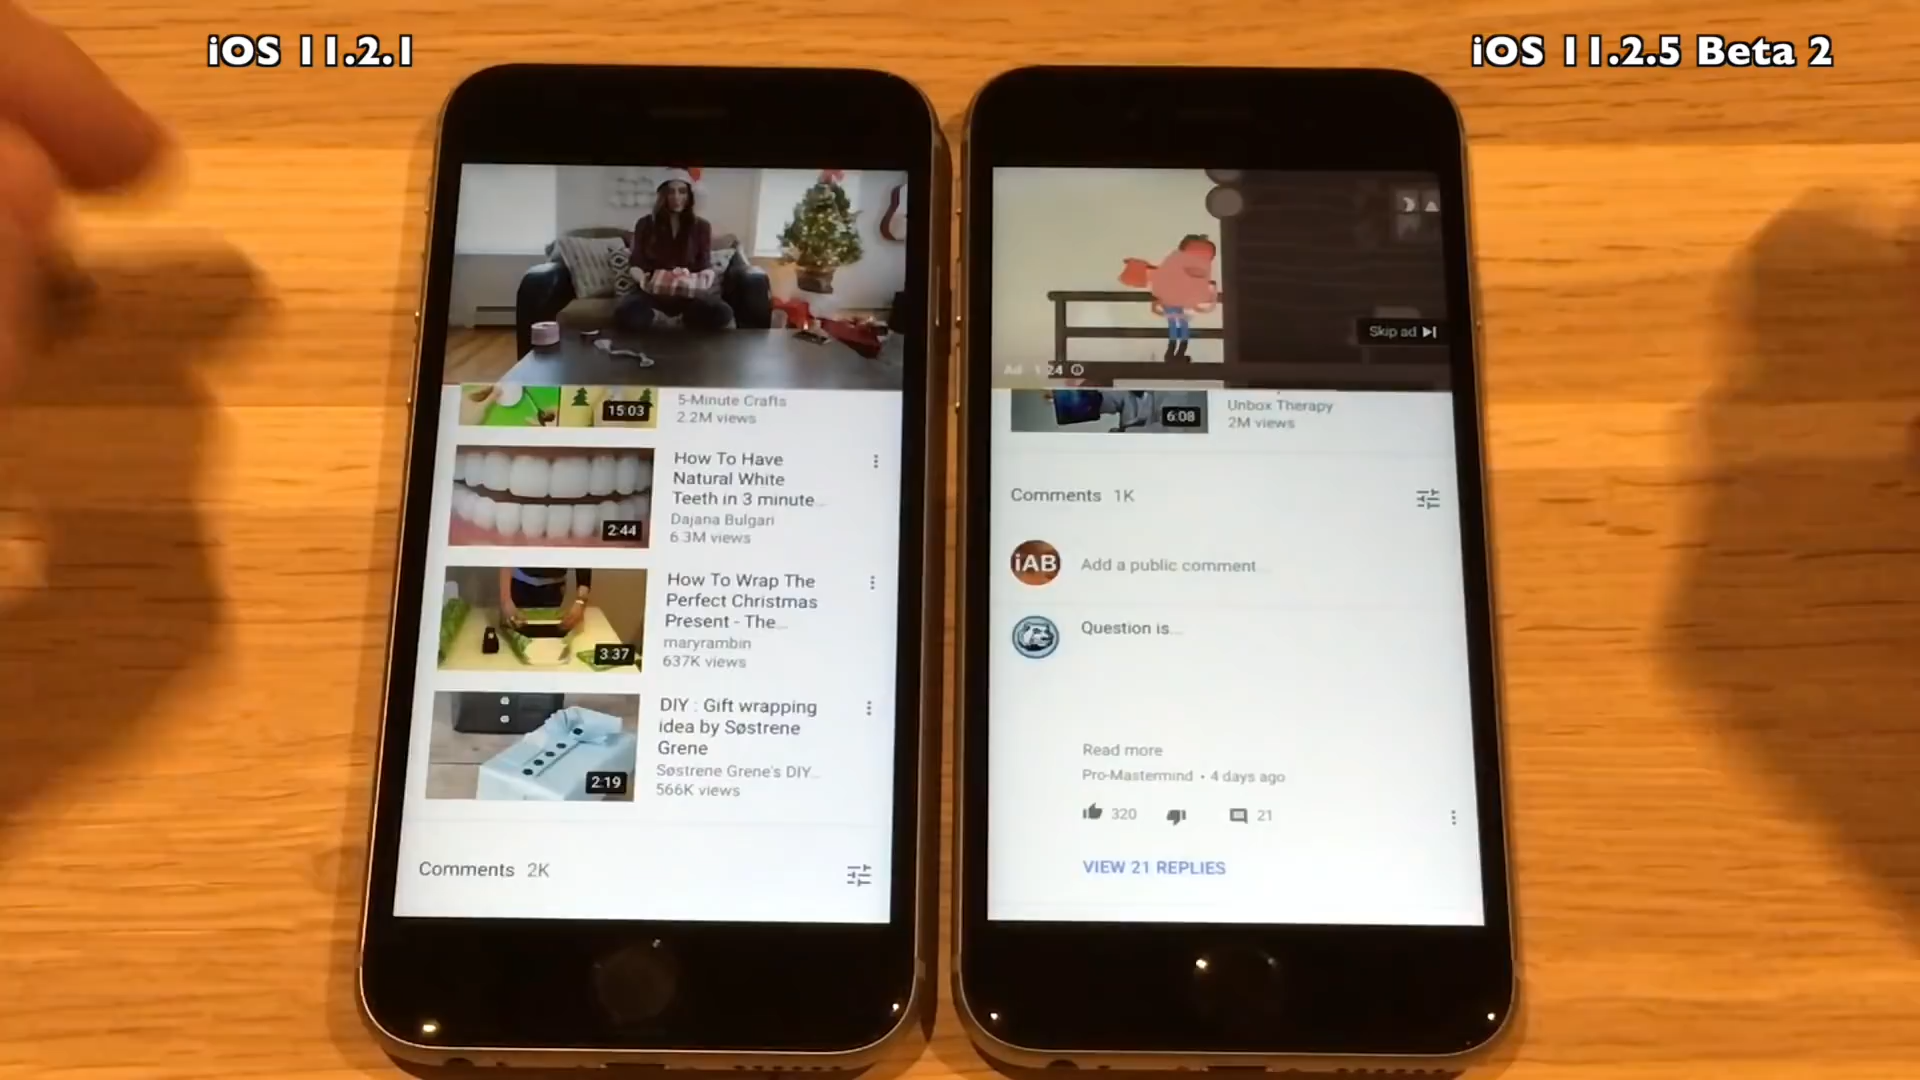 iOS 11.2.1
iOS 11.2.5 Beta 2
15:03
5-Minute Crafts
2.2M views
How To Have
Natural White
Teeth in 3 minute...
Dajana Bulgari
6.3M views
2:44
How To Wrap The
Perfect Christmas
Present - The...
maryrambin
637K views
3:37
DIY : Gift wrapping
idea by Søstrene
Grene
Søstrene Grene's DIY...
566K views
2:19
Comments 2K
Skip ad
Ad 1:24
6:08
Unbox Therapy
2M views
Comments 1K
iAB
Add a public comment...
Question is...
Read more
Pro-Mastermind • 4 days ago
320
21
VIEW 21 REPLIES